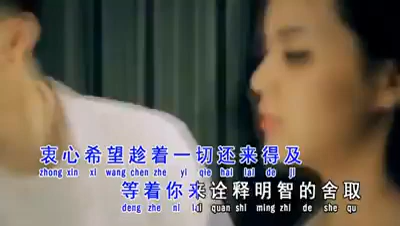 衷心希望趁着一切还来得及
zhong xin xi wang chen zhe yi qie hai lai de ji
等着你来诠释明智的舍取
deng zhe ni lai quan shi ming zhi de she qu